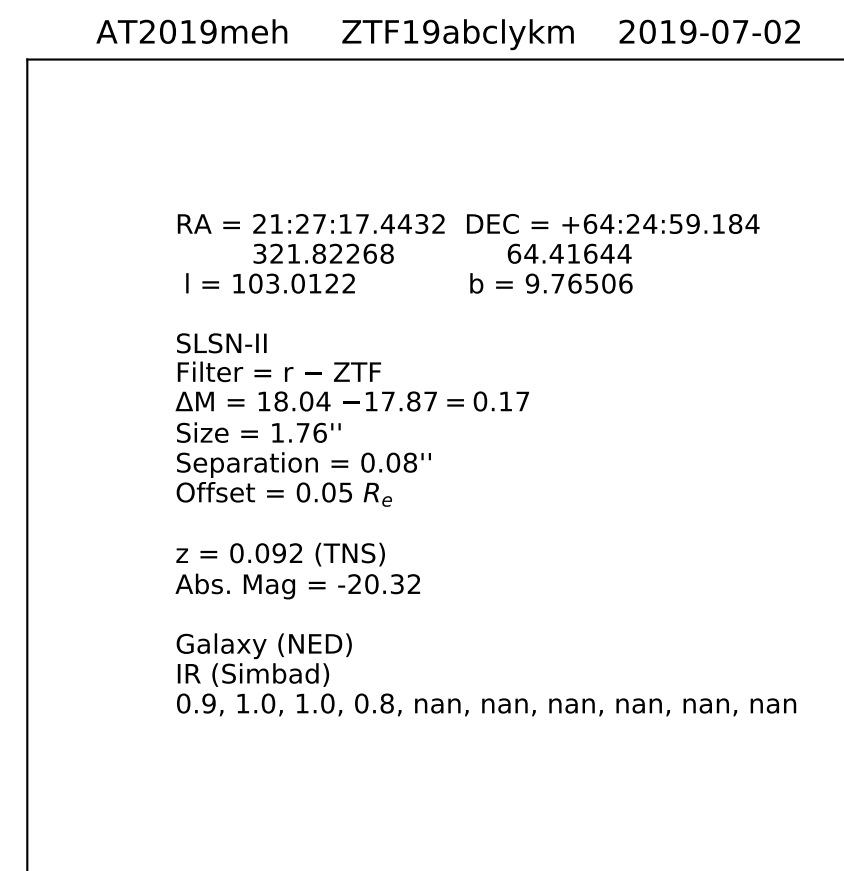 AT2019meh ZTF19abclykm 2019-07-02
RA = 21:27:17.4432 DEC = +64:24:59.184
321.82268 64.41644
l = 103.0122 b = 9.76506
SLSN-II
Filter = r − ZTF
ΔM = 18.04 −17.87 = 0.17
Size = 1.76''
Separation = 0.08''
Offset = 0.05 Rₑ
z = 0.092 (TNS)
Abs. Mag = -20.32
Galaxy (NED)
IR (Simbad)
0.9, 1.0, 1.0, 0.8, nan, nan, nan, nan, nan, nan